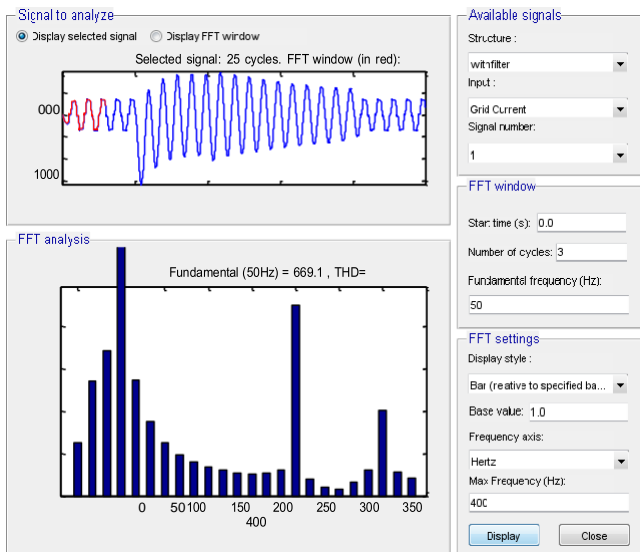 Signal to analyze
Display selected signal Display FFT window
Selected signal: 25 cycles. FFT window (in red):
000
1000
FFT analysis
Fundamental (50Hz) = 669.1 , THD=
0 50 100 150 200 250 300 350
400
Available signals
Structure :
withfilter
Input :
Grid Current
Signal number:
1
FFT window
Start time (s): 0.0
Number of cycles: 3
Fundamental frequency (Hz):
50
FFT settings
Display style :
Bar (relative to specified ba...
Base value: 1.0
Frequency axis:
Hertz
Max Frequency (Hz):
400
Display Close